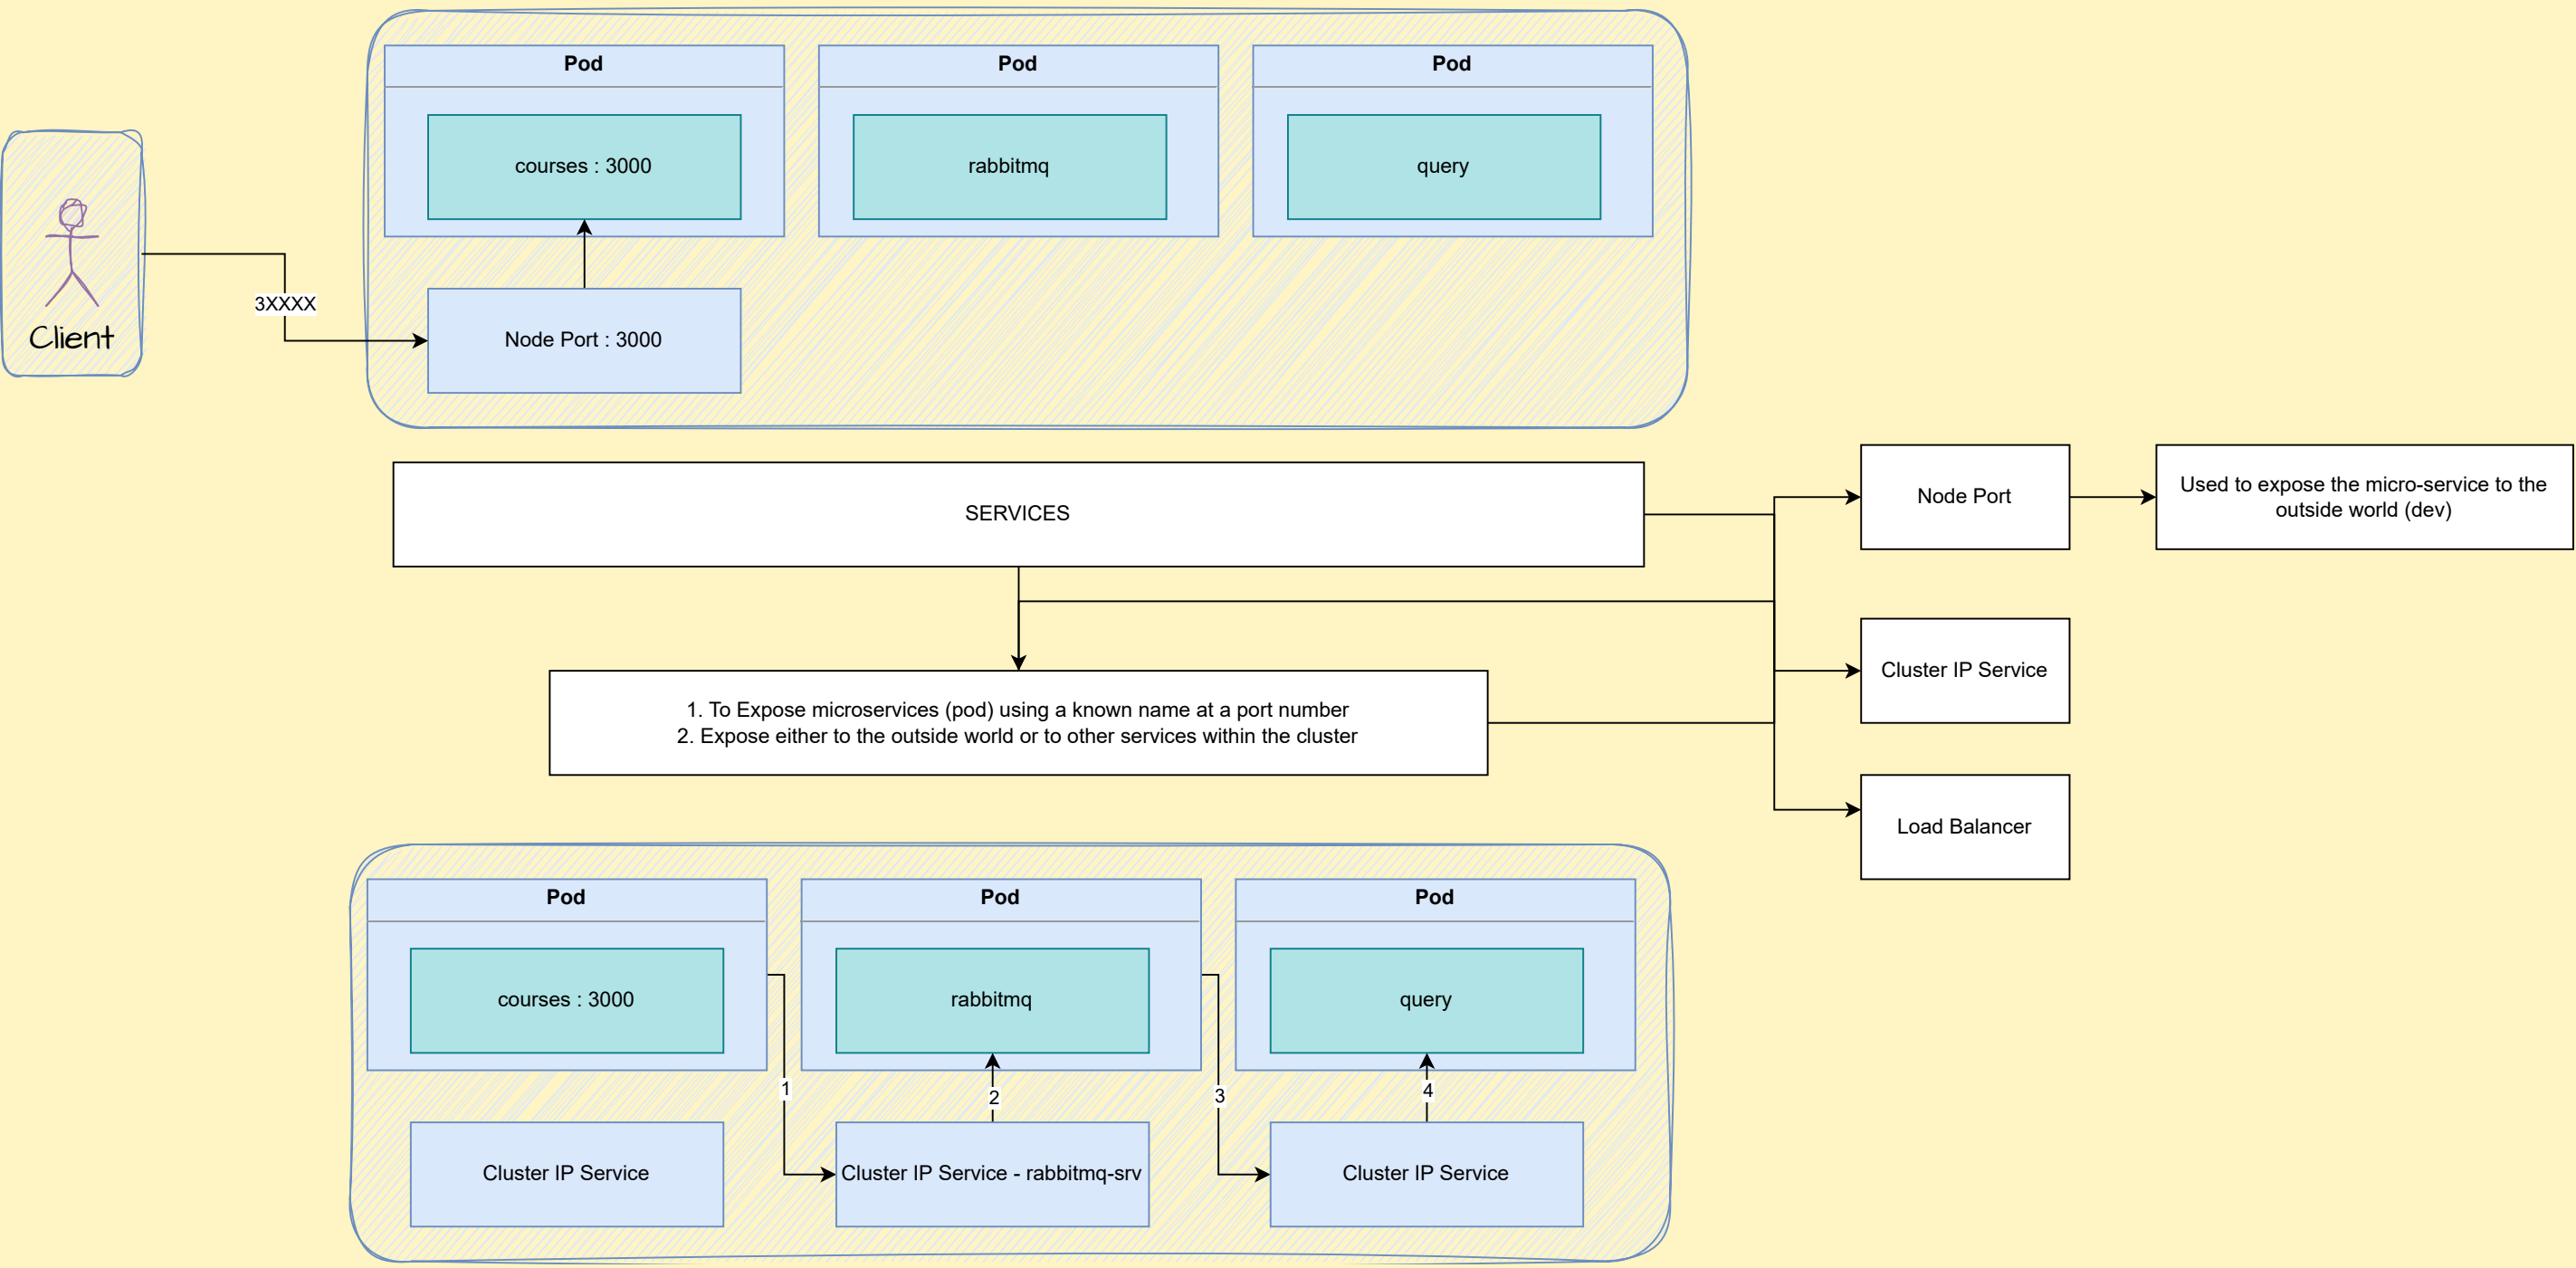 Pod
Pod
Pod
courses : 3000
rabbitmq
query
3XXXX
Client
Node Port : 3000
SERVICES
Node Port
Used to expose the micro-service to the
outside world (dev)
Cluster IP Service
1. To Expose microservices (pod) using a known name at a port number
2. Expose either to the outside world or to other services within the cluster
Load Balancer
Pod
Pod
Pod
courses : 3000
rabbitmq
query
1
2
3
4
Cluster IP Service
Cluster IP Service - rabbitmq-srv
Cluster IP Service